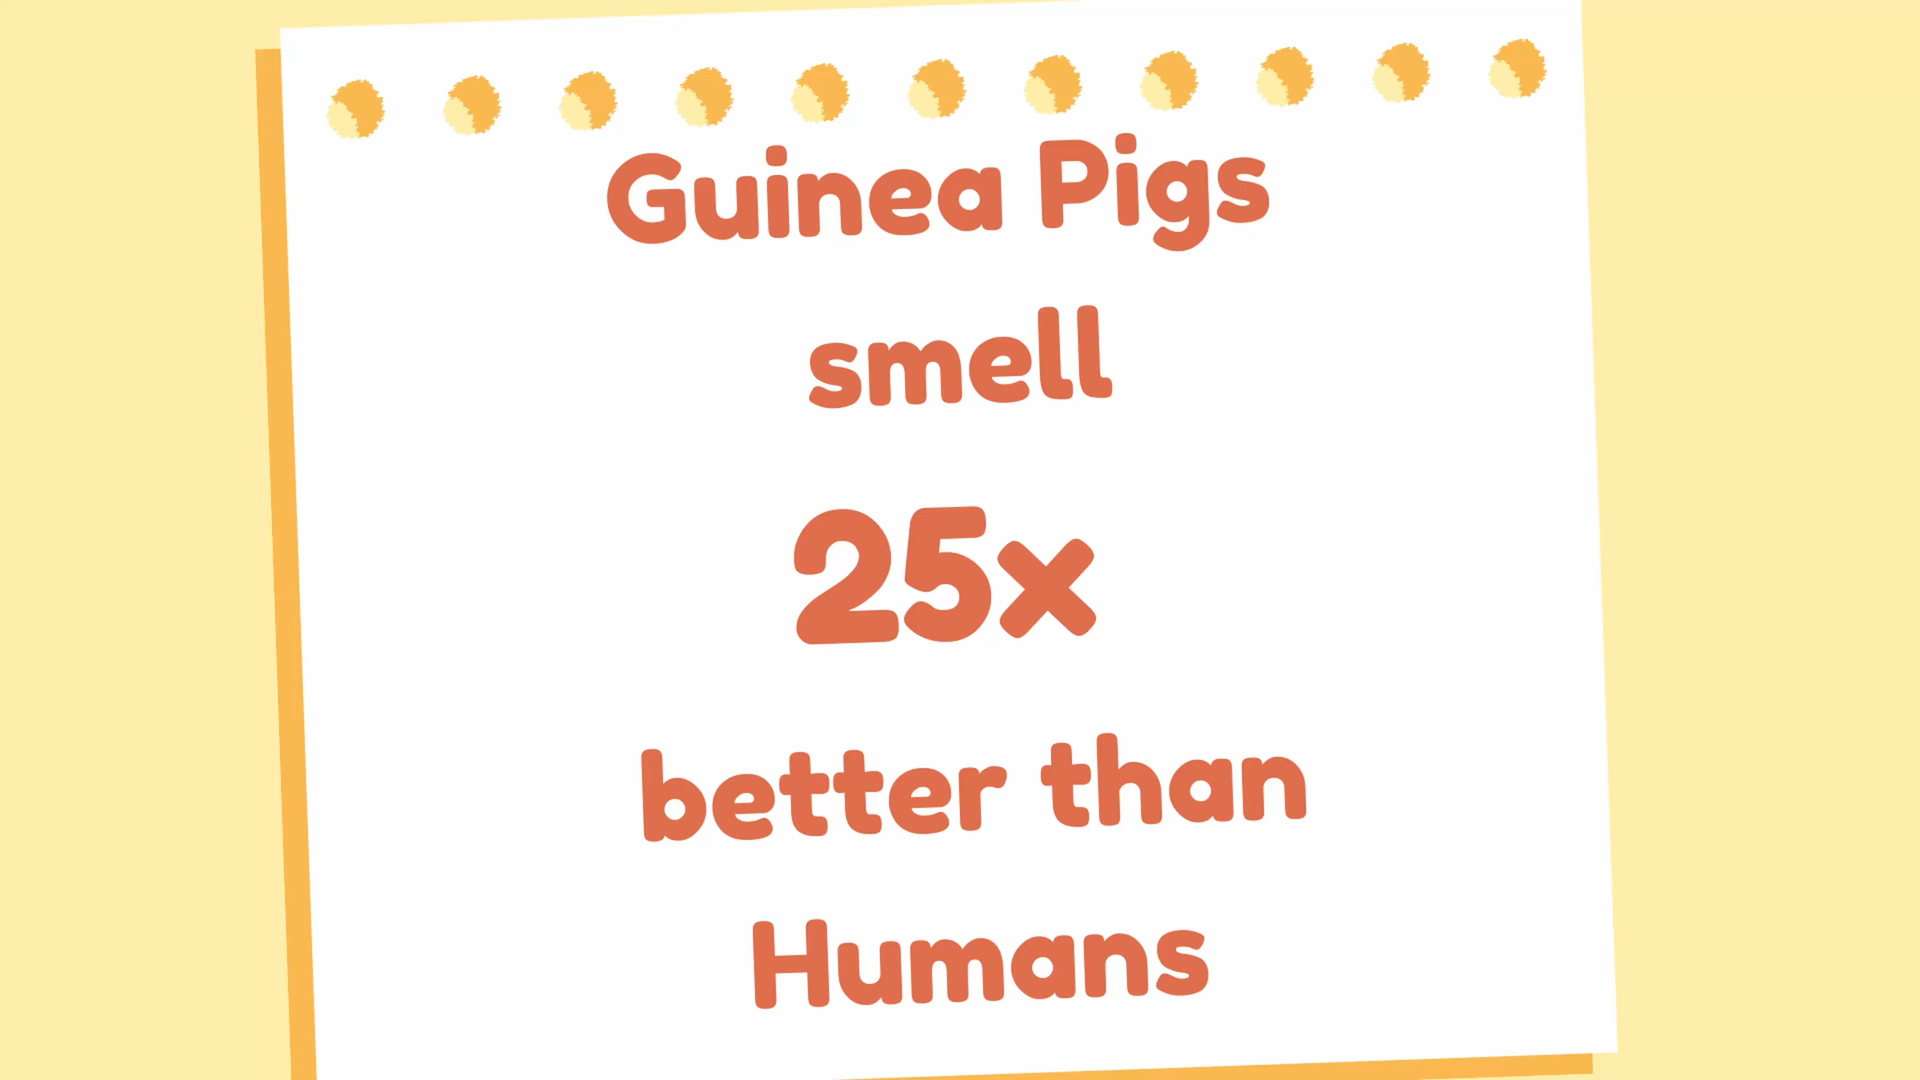 Guinea Pigs
smell
25x
better than
Humans